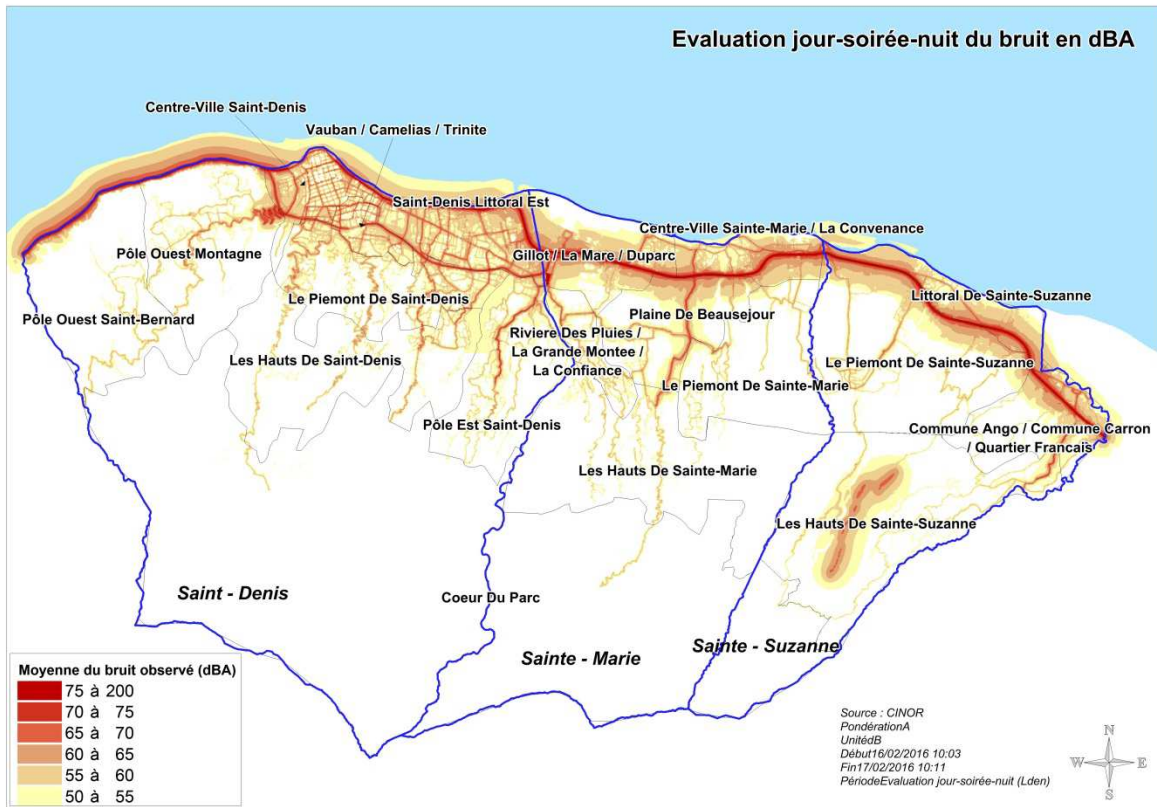 Evaluation jour-soirée-nuit du bruit en dBA
Centre-Ville Saint-Denis
Vauban / Camelias / Trinite
Saint-Denis Littoral Est
Centre-Ville Sainte-Marie / La Convenance
Pôle Ouest Montagne
Gillot / La Mare / Duparc
Le Piemont De Saint-Denis
Littoral De Sainte-Suzanne
Pôle Ouest Saint-Bernard
Plaine De Beausejour
Riviere Des Pluies /
La Grande Montee /
La Confiance
Les Hauts De Saint-Denis
Le Piemont De Sainte-Suzanne
Le Piemont De Sainte-Marie
Pôle Est Saint-Denis
Commune Ango / Commune Carron
/ Quartier Francais
Les Hauts De Sainte-Marie
Les Hauts De Sainte-Suzanne
Saint - Denis
Coeur Du Parc
Sainte - Marie
Sainte - Suzanne
Moyenne du bruit observé (dBA)
75 à 200
70 à 75
65 à 70
60 à 65
55 à 60
50 à 55
Source : CINOR
PondérationA
UnitédB
Début16/02/2016 10:03
Fin17/02/2016 10:11
PériodeEvaluation jour-soirée-nuit (Lden)
N
W E
S